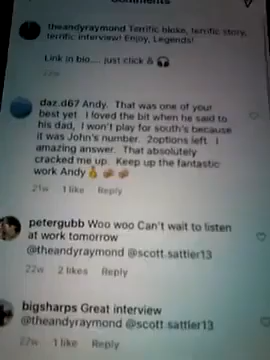 Comments
theandyraymond Terrific bloke, terrific story,
terrific interview! Enjoy, Legends!
Link in bio.... just click &
22w
daz.d67 Andy. That was one of your
best yet. I loved the bit when he said to
his dad, I won't play for south's because
it was John's number. 2options left. I
amazing answer. That absolutely
cracked me up. Keep up the fantastic
work Andy
21w 1 like Reply
petergubb Woo woo Can't wait to listen
at work tomorrow
@theandyraymond @scott.sattler13
22w 2 likes Reply
bigsharps Great interview
@theandyraymond @scott.sattler13
22w 1 like Reply